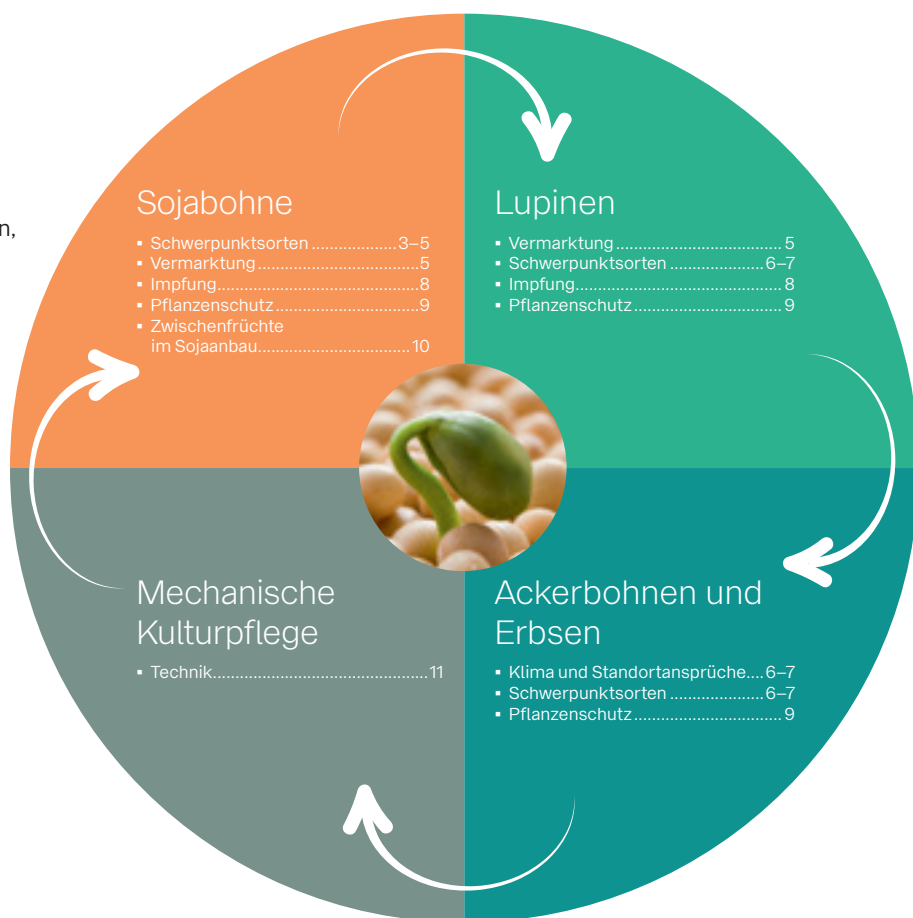 n,
Sojabohne
▪ Schwerpunktsorten .................3–5
▪ Vermarktung.................................5
▪ Impfung.........................................8
▪ Pflanzenschutz.............................9
▪ Zwischenfrüchte
im Sojaanbau...............................10
Lupinen
▪ Vermarktung.................................. 5
▪ Schwerpunktsorten ...................6–7
▪ Impfung.......................................... 8
▪ Pflanzenschutz.............................. 9
Mechanische
Kulturpflege
▪ Technik............................................11
Ackerbohnen und
Erbsen
▪ Klima und Standortansprüche....6–7
▪ Schwerpunktsorten ...................6–7
▪ Pflanzenschutz.............................. 9